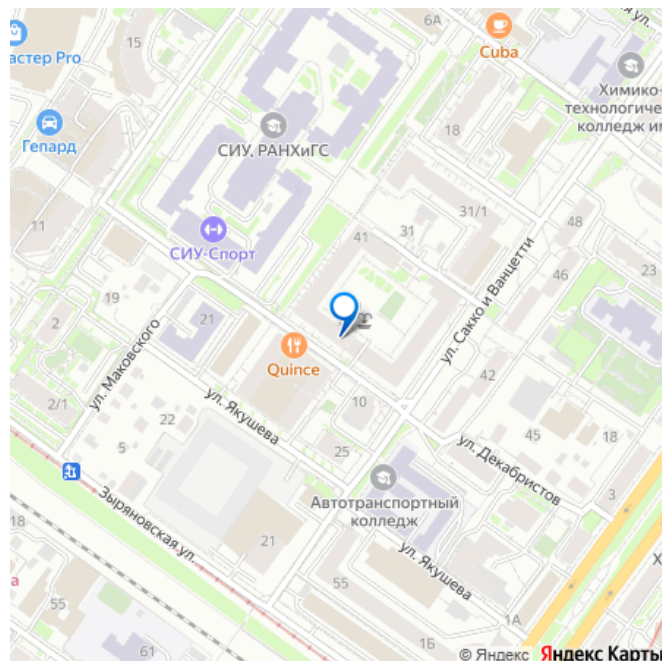 6А
Cuba
15
астер Pro
Химико-
технологиче
колледж им
Гепард
СИУ, РАНХиГС
18
31/1
11
СИУ-Спорт
41
31
48
46
23
ул. Сакко и Ванцетти
19
2
21
ул. Маковского
Quince
42
2/1
ул. Якушева
22
10
45
18
5
25
ул. Декабристов
3
Автотранспортный
колледж
Зыряновская ул.
18
21
ул. Якушева
а
55
55
1А
1Б
61
© Яндекс Яндекс Карты